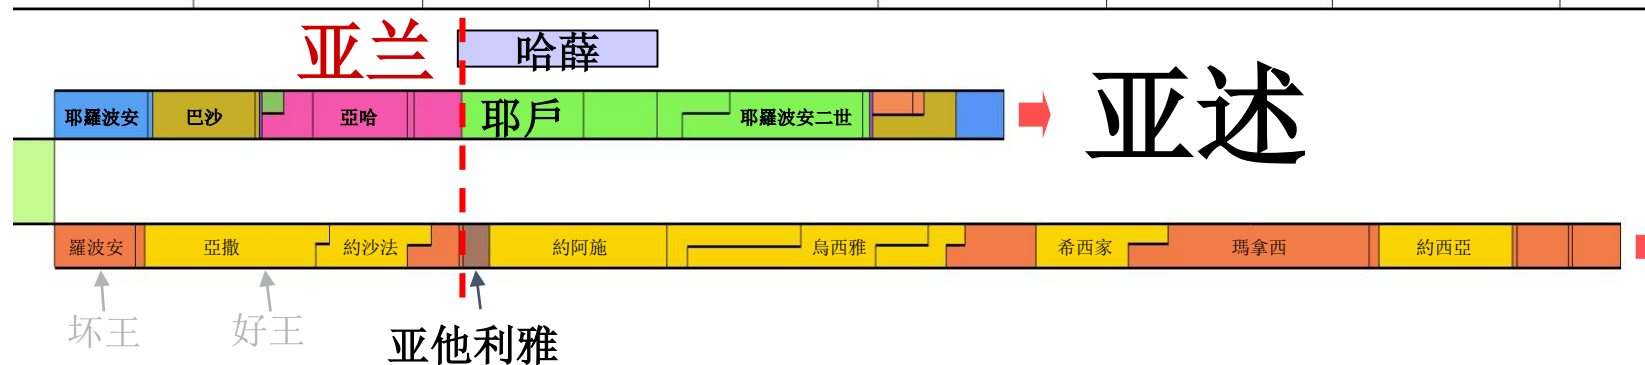 亚兰 哈薛
耶羅波安 巴沙 亞哈 耶戶 耶羅波安二世 亚述
羅波安 亞撒 約沙法 約阿施 烏西雅 希西家 瑪拿西 約西亞
坏王 好王 亚他利雅